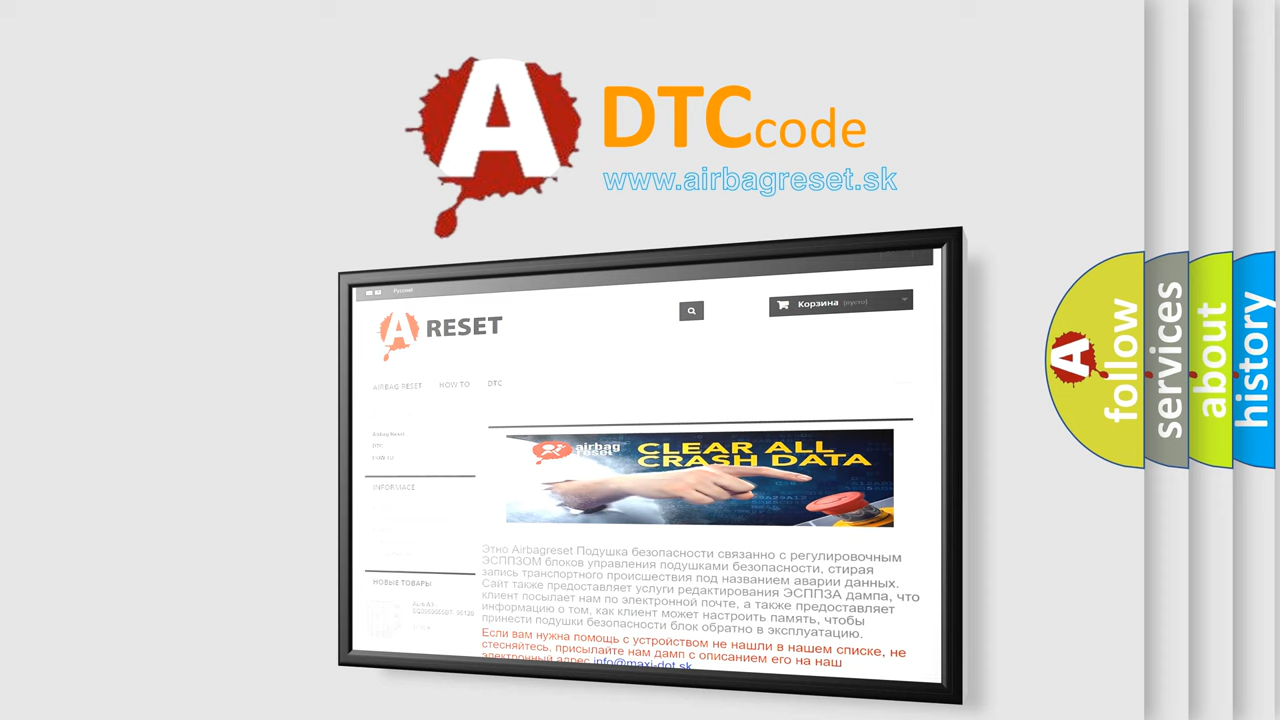 A DTC code
www.airbagreset.sk
Русский
A RESET
Корзина (пусто)
AIRBAG RESET HOW TO DTC
Airbag Reset
DTC
HOW TO
INFORMACE
НОВЫЕ ТОВАРЫ
airbag
reset
CLEAR ALL
CRASH DATA
Этно Airbagreset Подушка безопасности связанно с регулировочным
ЭСППЗОМ блоков управления подушками безопасности, стирая
запись транспортного происшествия под названием аварии данных.
Сайт также предоставляет услуги редактирования ЭСППЗА дампа, что
клиент посылает нам по электронной почте, а также предоставляет
информацию о том, как клиент может настроить память, чтобы
принести подушки безопасности блок обратно в эксплуатацию.
Если вам нужна помощь с устройством не нашли в нашем списке, не
стесняйтесь, присылайте нам дамп с описанием его на наш
электронный адрес info@maxi-dot.sk
A follow
services
about
history